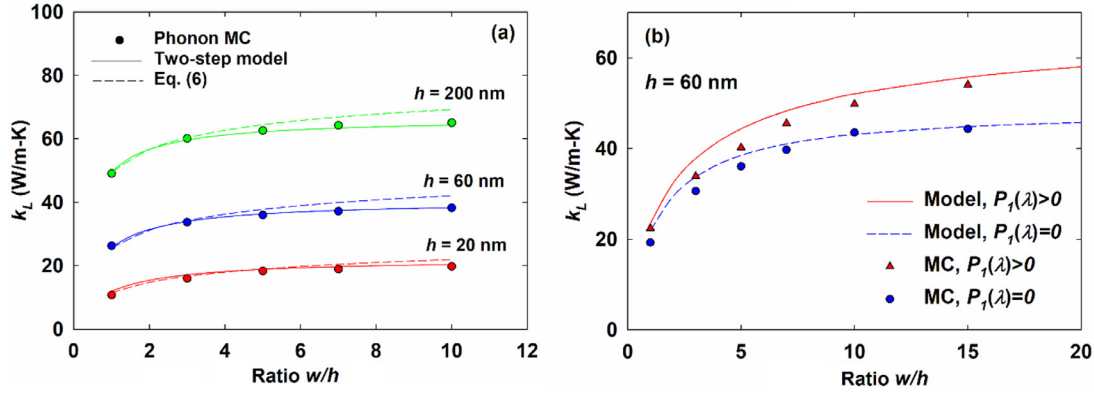 (a)
Phonon MC
Two-step model
Eq. (6)
h = 200 nm
h = 60 nm
h = 20 nm
100
80
60
40
20
0
k_L (W/m-K)
0 2 4 6 8 10 12
Ratio w/h
(b)
h = 60 nm
Model, P_1(λ)>0
Model, P_1(λ)=0
MC, P_1(λ)>0
MC, P_1(λ)=0
60
40
20
0
k_L (W/m-K)
0 5 10 15 20
Ratio w/h